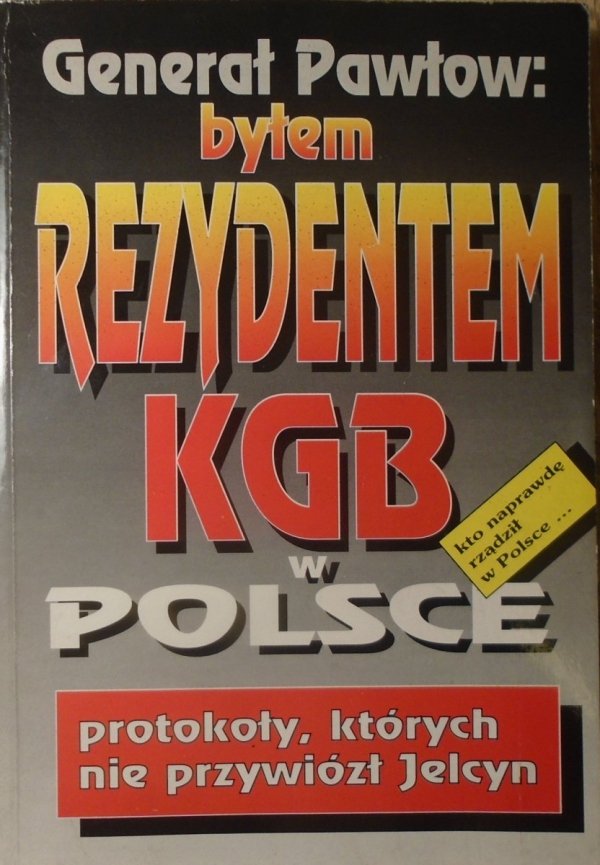 Generał Pawłow:
byłem
REZYDENTEM
KGB
w
POLSCE
kto naprawdę
rządził
w Polsce ...
protokoły, których
nie przywiózł Jelcyn